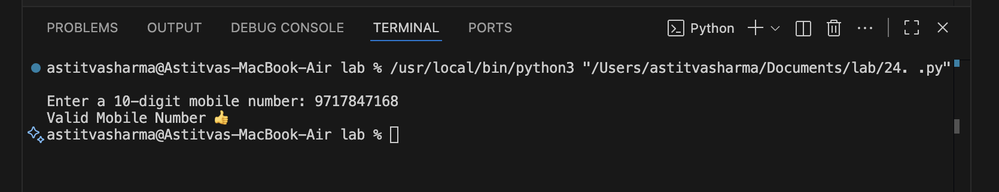 PROBLEMS OUTPUT DEBUG CONSOLE TERMINAL PORTS Python
astitvasharma@Astitvas-MacBook-Air lab % /usr/local/bin/python3 "/Users/astitvasharma/Documents/lab/24. .py"
Enter a 10-digit mobile number: 9717847168
Valid Mobile Number 👍
astitvasharma@Astitvas-MacBook-Air lab %